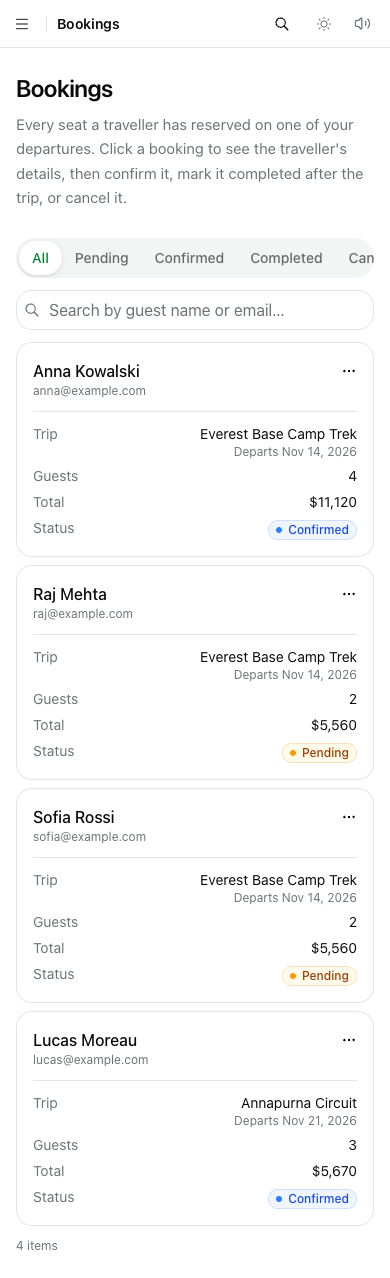 Bookings
Bookings
Every seat a traveller has reserved on one of your
departures. Click a booking to see the traveller's
details, then confirm it, mark it completed after the
trip, or cancel it.
All Pending Confirmed Completed Can
Search by guest name or email...
Anna Kowalski
anna@example.com
Trip Everest Base Camp Trek
Departs Nov 14, 2026
Guests 4
Total $11,120
Status Confirmed
Raj Mehta
raj@example.com
Trip Everest Base Camp Trek
Departs Nov 14, 2026
Guests 2
Total $5,560
Status Pending
Sofia Rossi
sofia@example.com
Trip Everest Base Camp Trek
Departs Nov 14, 2026
Guests 2
Total $5,560
Status Pending
Lucas Moreau
lucas@example.com
Trip Annapurna Circuit
Departs Nov 21, 2026
Guests 3
Total $5,670
Status Confirmed
4 items